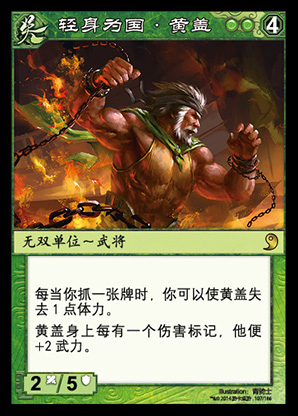 轻身为国·黄盖 4
无双单位~武将
每当你抓一张牌时，你可以使黄盖失
去1点体力。
黄盖身上每有一个伤害标记，他便
+2武力。
2 / 5
Illustration: 青骑士
107/166